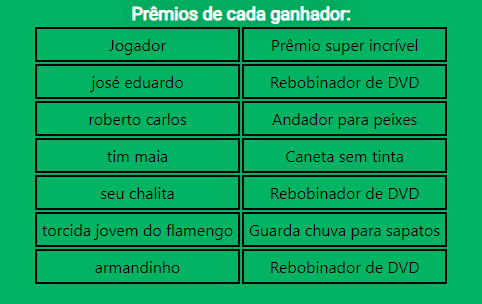 Prêmios de cada ganhador:
Jogador Prêmio super incrível
josé eduardo Rebobinador de DVD
roberto carlos Andador para peixes
tim maia Caneta sem tinta
seu chalita Rebobinador de DVD
torcida jovem do flamengo Guarda chuva para sapatos
armandinho Rebobinador de DVD